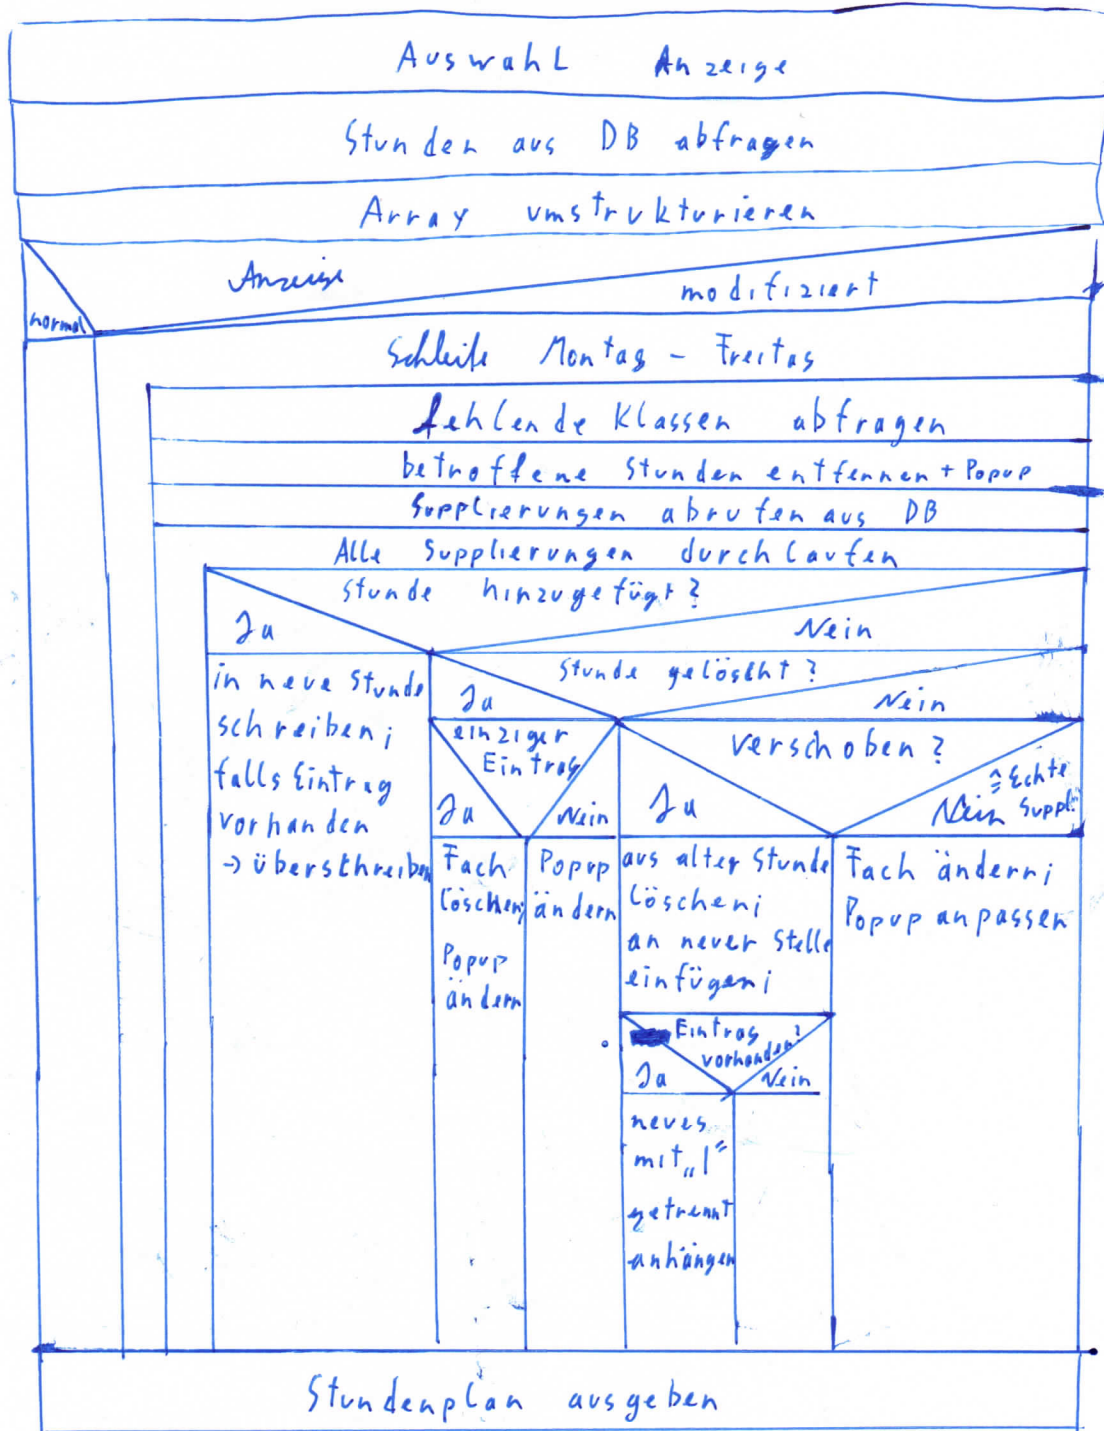 Auswahl Anzeige
Stunden aus DB abfragen
Array umstrukturieren
Anzeige
normal
modifiziert
Schleife Montag - Freitag
fehlende Klassen abfragen
betroffene Stunden entfernen + Popup
Supplierungen abrufen aus DB
Alle Supplierungen durchlaufen
Stunde hinzugefügt?
Ja
Nein
in neue Stunde
schreiben;
falls Eintrag
vorhanden
→ überschreiben
Stunde gelöscht?
Ja
Nein
einziger
Eintrag
Ja
Nein
Fach
löschen;
Popup
ändern
Popup
ändern
verschoben?
Ja
Nein ≙ Echte
Suppl.
aus alter Stunde
löschen;
an neuer Stelle
einfügen;
Eintrag
vorhanden?
Ja
Nein
neues
mit „|"
getrennt
anhängen
Fach ändern;
Popup anpassen
Stundenplan ausgeben